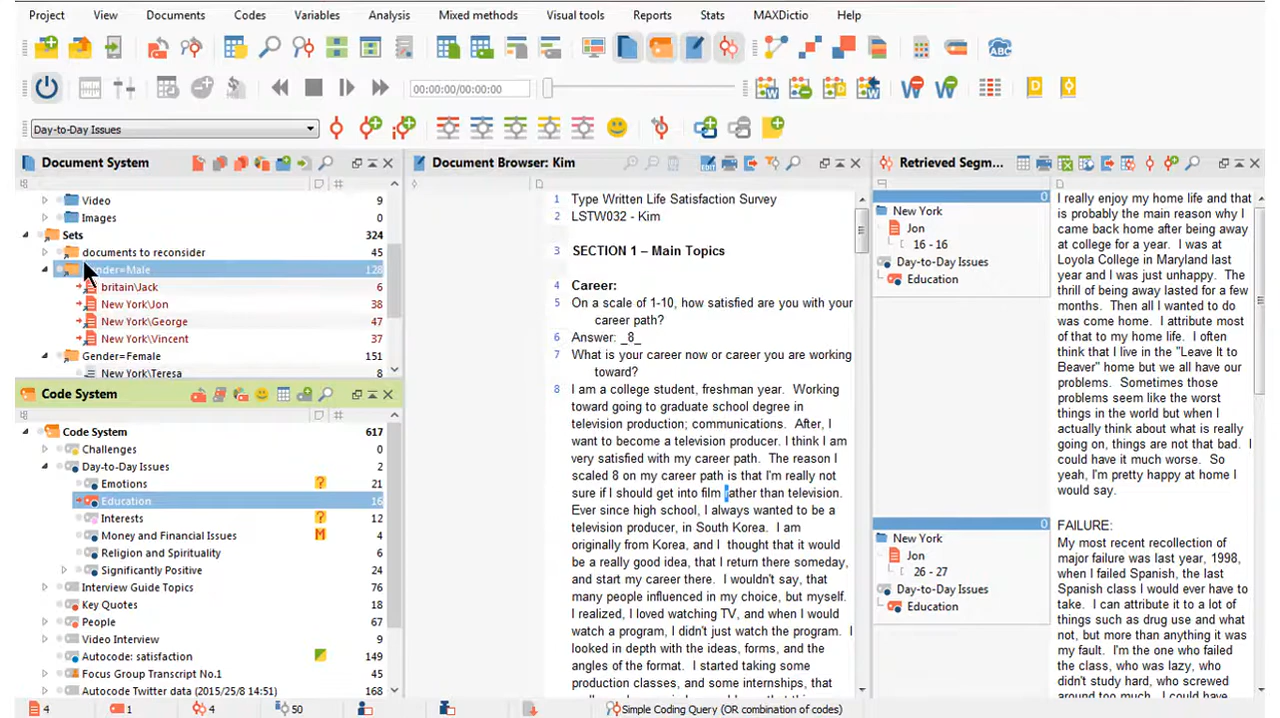 Project View Documents Codes Variables Analysis Mixed methods Visual tools Reports Stats MAXDictio Help
ABC
00:00:00/00:00:00
Day-to-Day Issues
Document System
Video 9
Images 0
Sets 324
documents to reconsider 45
ender=Male 128
britain\Jack 6
New York\Jon 38
New York\George 47
New York\Vincent 37
Gender=Female 151
New York\Teresa 8
Code System
Code System 617
Challenges 0
Day-to-Day Issues 2
Emotions ? 7
Education 16
Interests ? 12
Money and Financial Issues M 4
Religion and Spirituality 6
Significantly Positive 24
Interview Guide Topics 76
Key Quotes 18
People 67
Video Interview 9
Autocode: satisfaction 149
Focus Group Transcript No.1 45
Autocode Twitter data (2015/25/8 14:51) 168
Document Browser: Kim
1 Type Written Life Satisfaction Survey
2 LSTW032 - Kim
3 SECTION 1 – Main Topics
4 Career:
5 On a scale of 1-10, how satisfied are you with your
career path?
6 Answer: _8_
7 What is your career now or career you are working
toward?
8 I am a college student, freshman year. Working
toward going to graduate school degree in
television production; communications. After, I
want to become a television producer. I think I am
very satisfied with my career path. The reason I
scaled 8 on my career path is that I'm really not
sure if I should get into film rather than television.
Ever since high school, I always wanted to be a
television producer, in South Korea. I am
originally from Korea, and I thought that it would
be a really good idea, that I return there someday,
and start my career there. I wouldn't say, that
many people influenced in my choice, but myself.
I realized, I loved watching TV, and when I would
watch a program, I didn't just watch the program. I
looked in depth with the ideas, forms, and the
angles of the format. I started taking some
production classes, and some internships, that
Retrieved Segm...
0
New York
Jon
16 - 16
Day-to-Day Issues
Education
0
New York
Jon
26 - 27
Day-to-Day Issues
Education
I really enjoy my home life and that
is probably the main reason why I
came back home after being away
at college for a year. I was at
Loyola College in Maryland last
year and I was just unhappy. The
thrill of being away lasted for a few
months. Then all I wanted to do
was come home. I attribute most
of that to my home life. I often
think that I live in the "Leave It to
Beaver" home but we all have our
problems. Sometimes those
problems seem like the worst
things in the world but when I
actually think about what is really
going on, things are not that bad. I
could have it much worse. So
yeah, I'm pretty happy at home I
would say.
FAILURE:
My most recent recollection of
major failure was last year, 1998,
when I failed Spanish, the last
Spanish class I would ever have to
take. I can attribute it to a lot of
things such as drug use and what
not, but more than anything it was
my fault. I'm the one who failed
the class, who was lazy, who
didn't study hard, who screwed
around too much. I could have
4 1 4 50 Simple Coding Query (OR combination of codes)